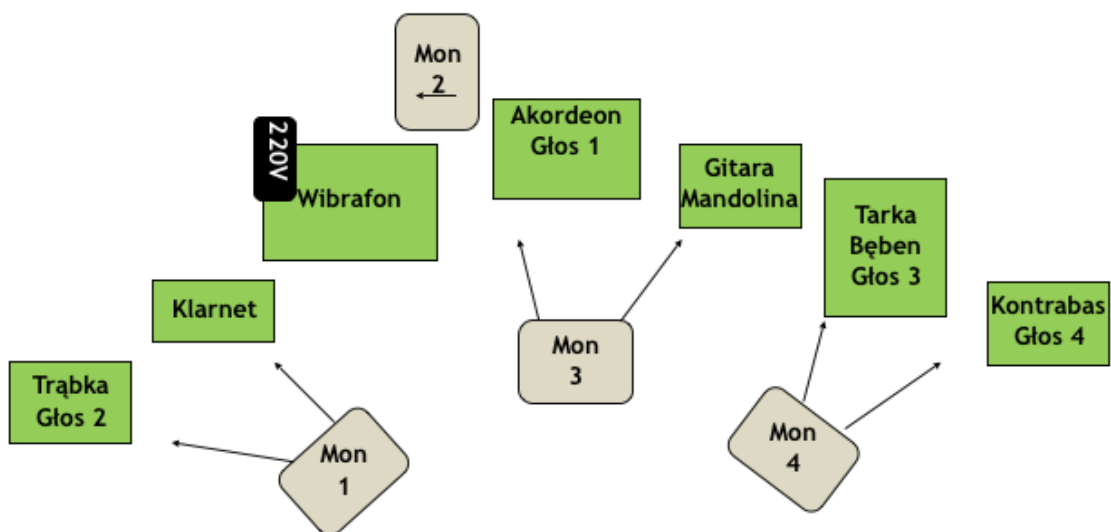 Mon
2
Akordeon
Głos 1
220V
Wibrafon
Gitara
Mandolina
Tarka
Bęben
Głos 3
Klarnet
Kontrabas
Głos 4
Mon
3
Trąbka
Głos 2
Mon
1
Mon
4